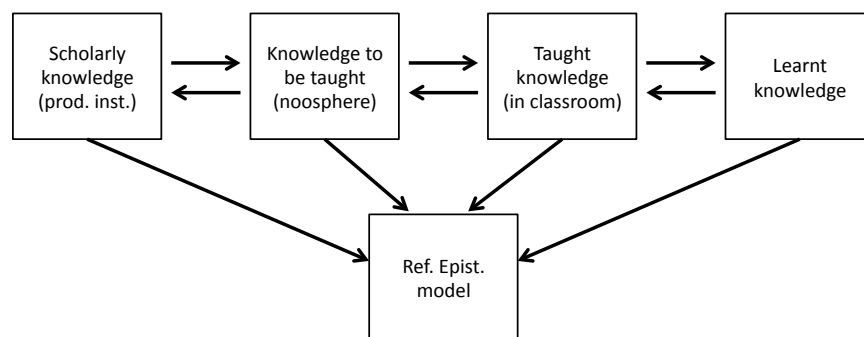 Scholarly
knowledge
(prod. inst.)
Knowledge to
be taught
(noosphere)
Taught
knowledge
(in classroom)
Learnt
knowledge
Ref. Epist.
model